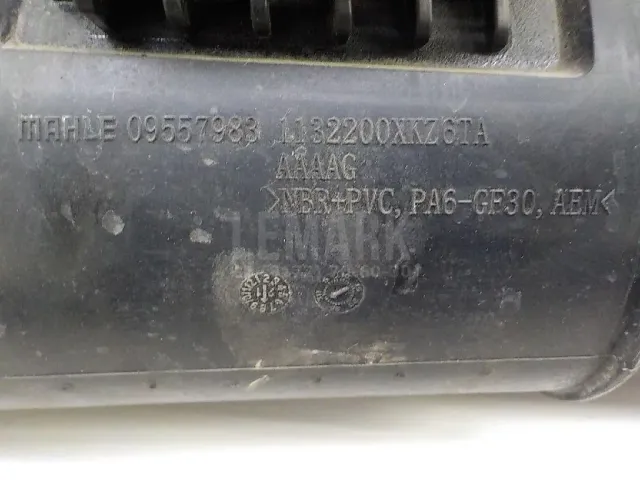 MAHLE 09557983 1132200XKZ6TA
AAAAG
>NBR+PVC, PA6-GF30, AEM<
LEMARK